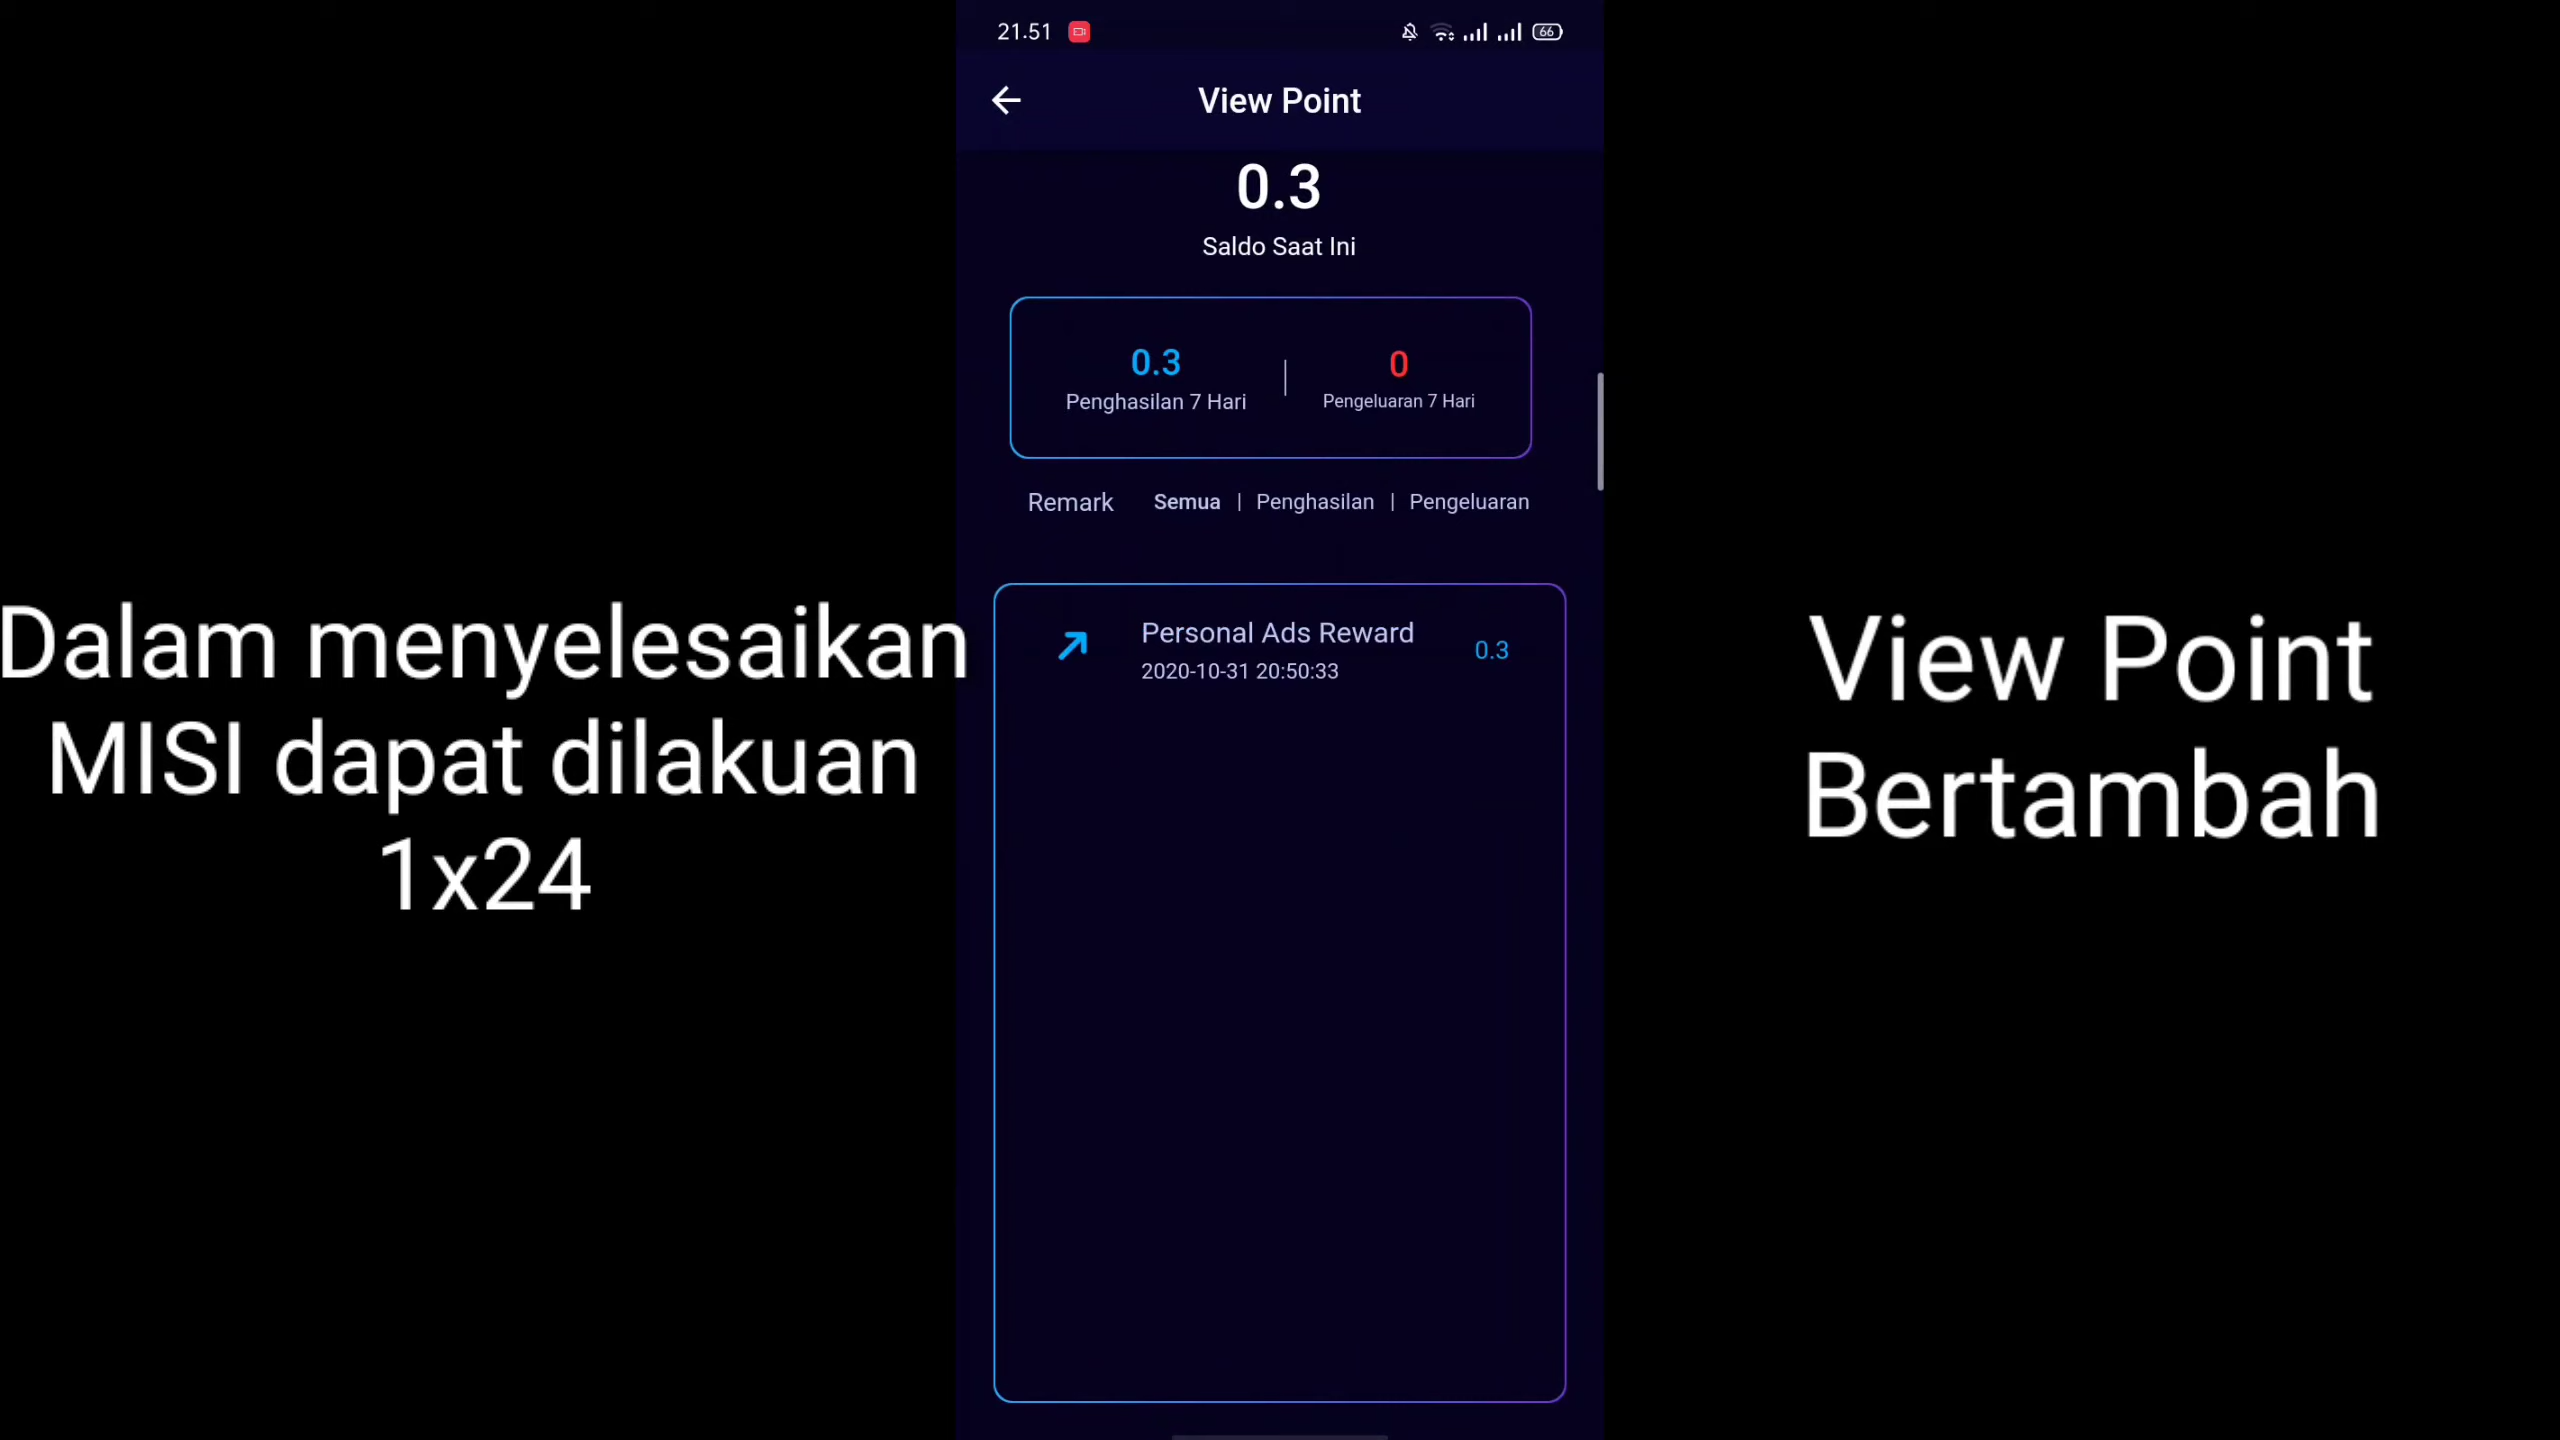 21.51
66
View Point
0.3
Saldo Saat Ini
0.3
Penghasilan 7 Hari
0
Pengeluaran 7 Hari
Remark Semua | Penghasilan | Pengeluaran
Personal Ads Reward
2020-10-31 20:50:33
0.3
Dalam menyelesaikan
MISI dapat dilakuan
1x24
View Point
Bertambah